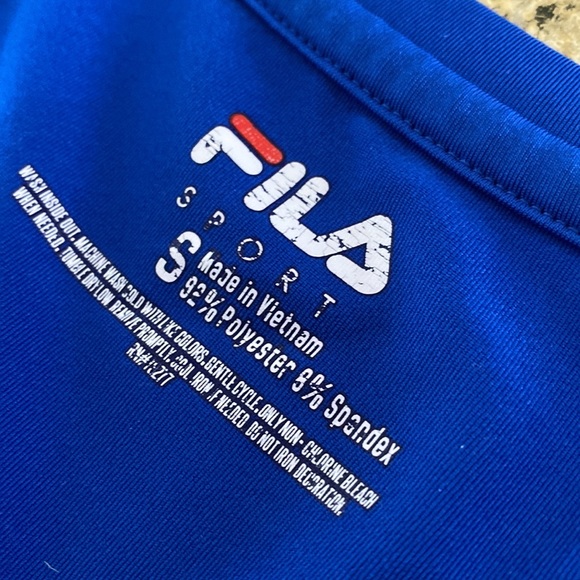 FILA
SPORT
S
Made in Vietnam
92% Polyester 8% Spandex
WASH INSIDE OUT. MACHINE WASH COLD WITH LIKE COLORS. GENTLE CYCLE. ONLY NON- CHLORINE BLEACH
WHEN NEEDED. TUMBLE DRY LOW. REMOVE PROMPTLY. COOL IRON IF NEEDED. DO NOT IRON DECORATION.